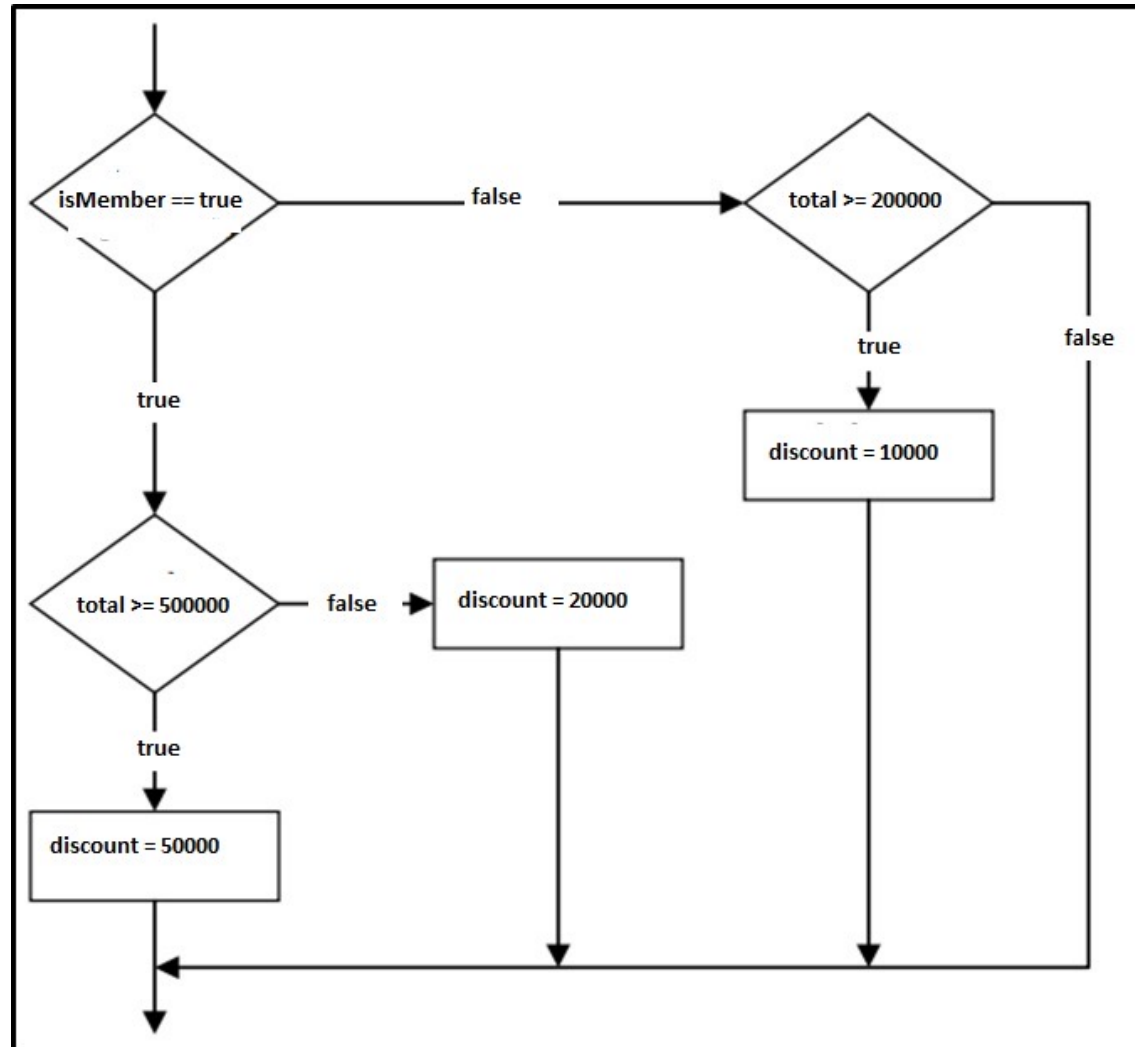 isMember == true
false
total >= 200000
true
false
true
discount = 10000
total >= 500000
false
discount = 20000
true
discount = 50000